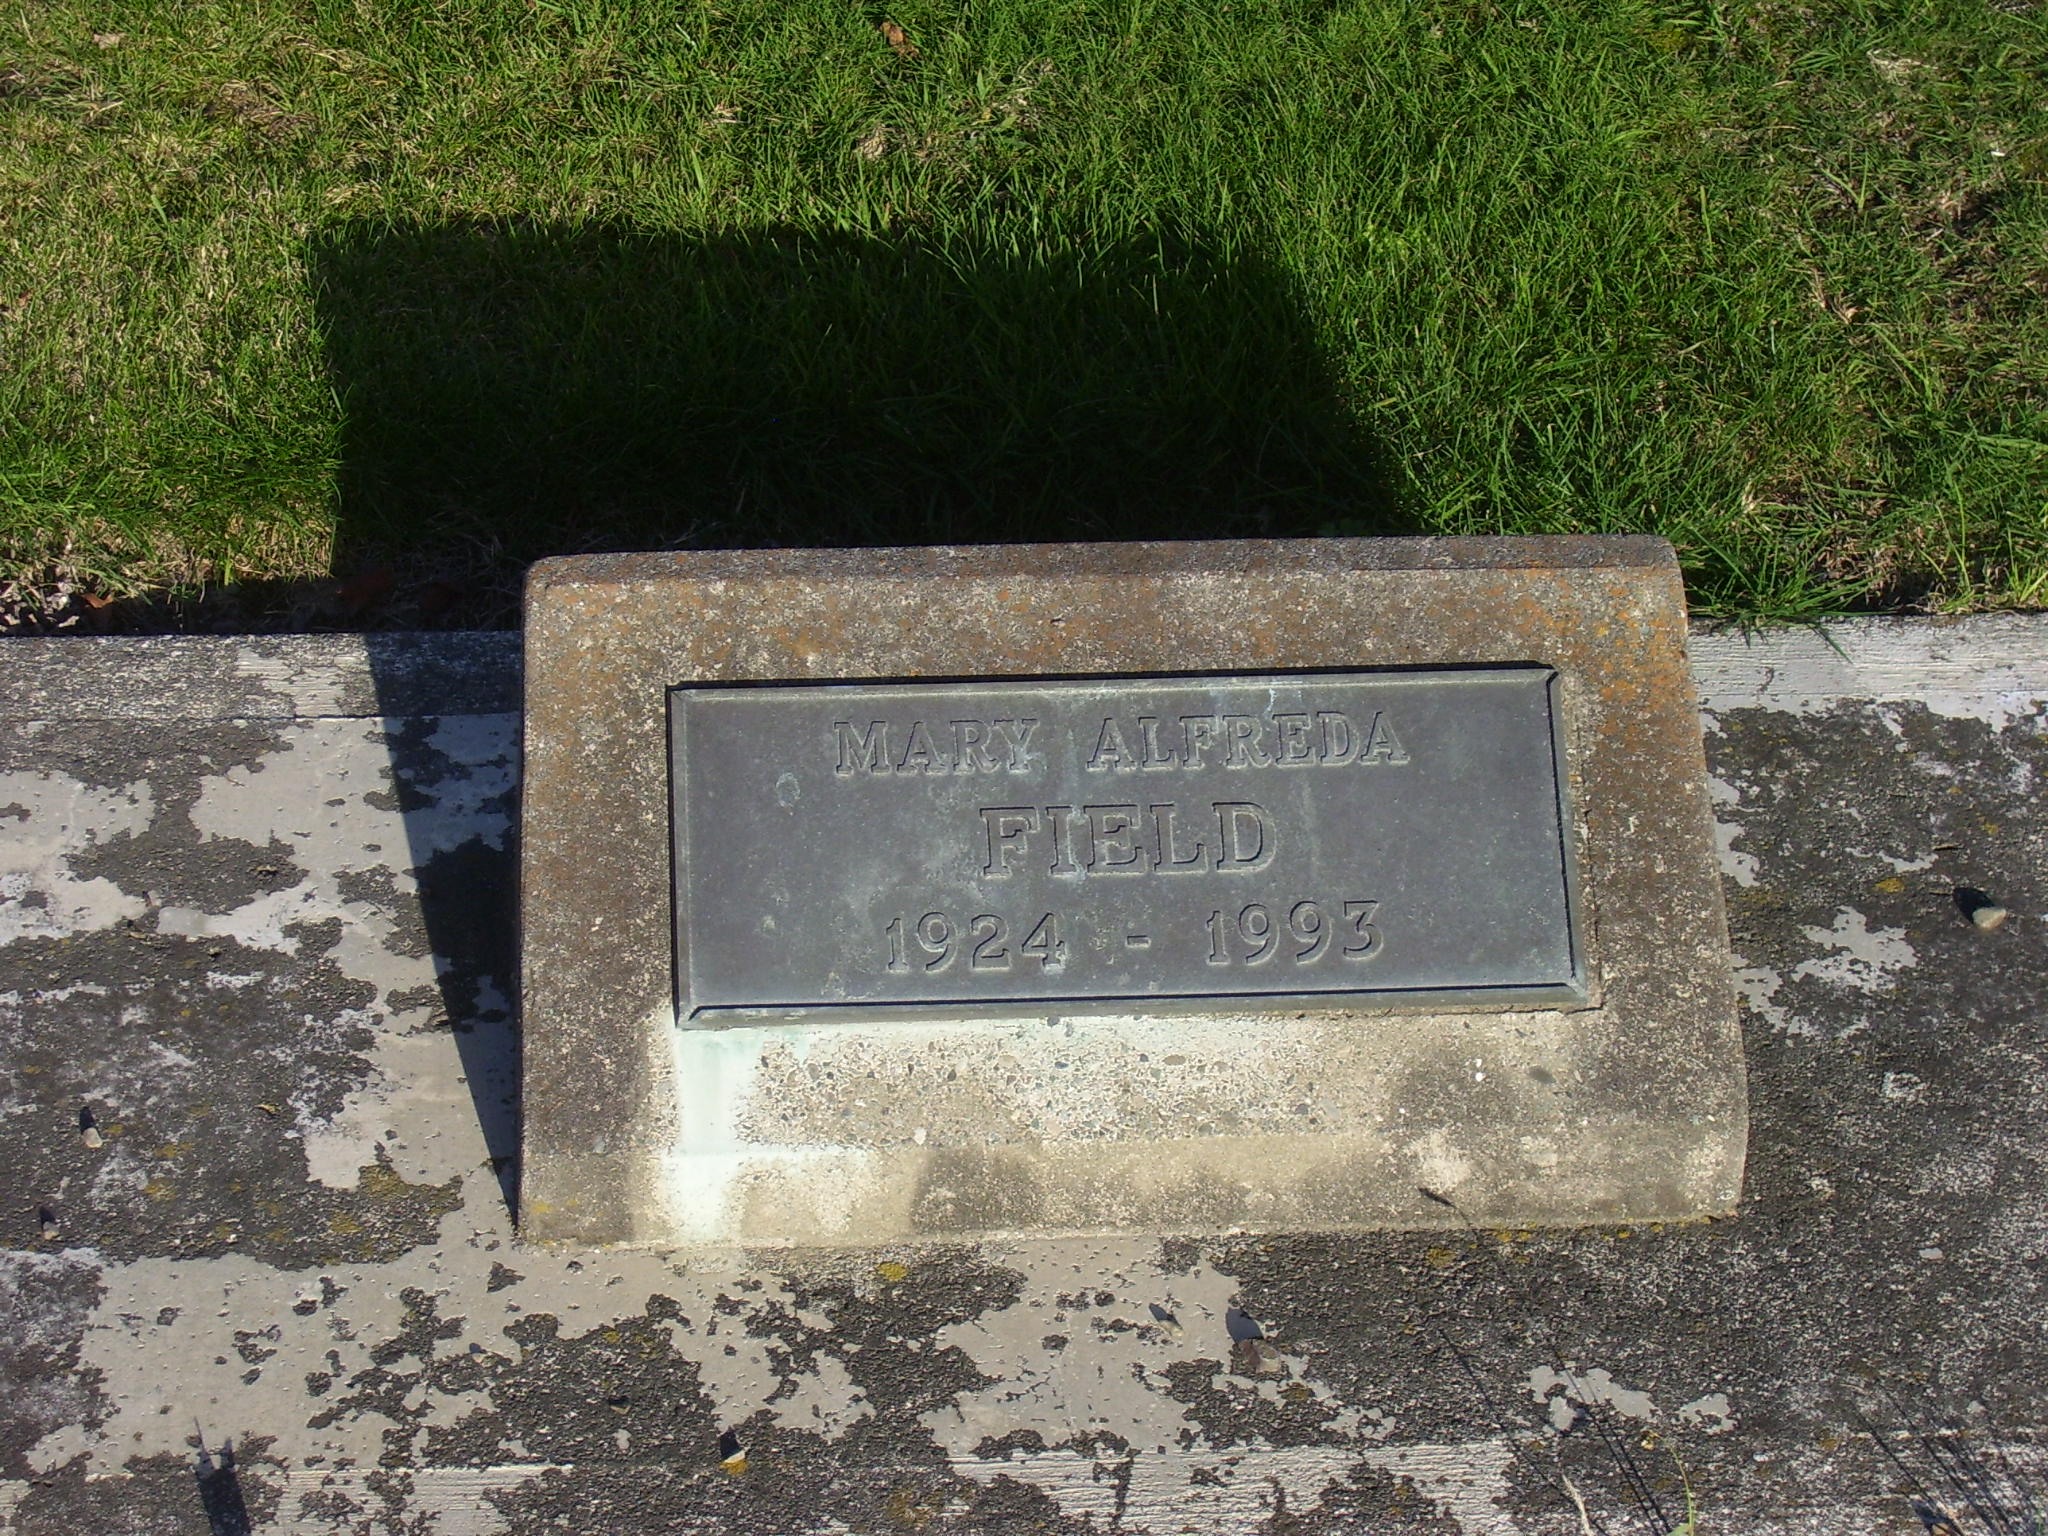 MARY ALFREDA
FIELD
1924 - 1993